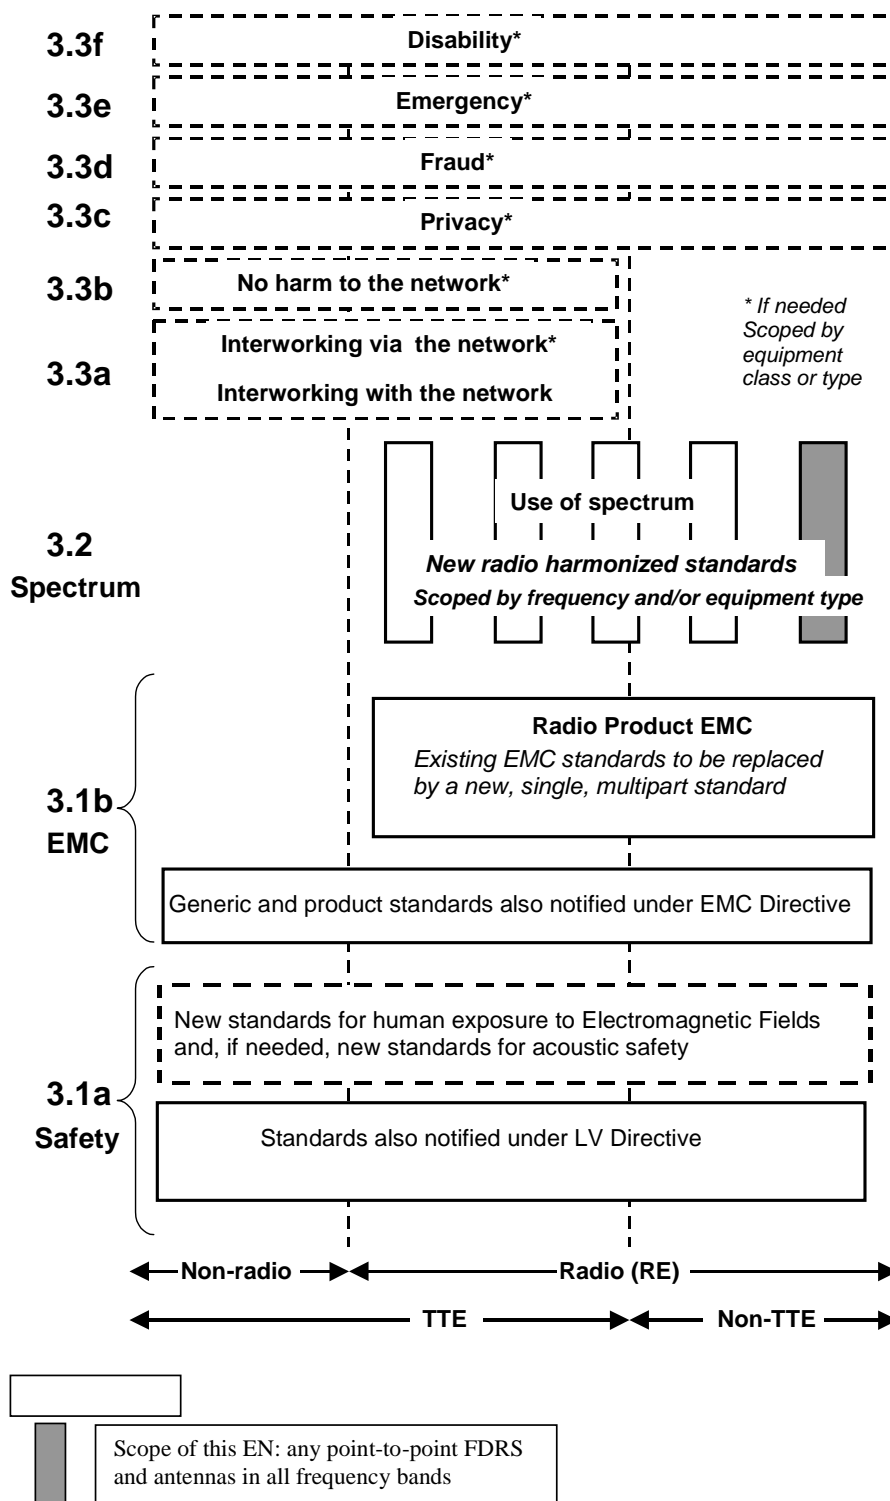 3.3f
Disability*
3.3e
Emergency*
3.3d
Fraud*
3.3c
Privacy*
3.3b
No harm to the network*
3.3a
Interworking via the network*
Interworking with the network
* If needed
Scoped by
equipment
class or type
3.2
Spectrum
Use of spectrum
New radio harmonized standards
Scoped by frequency and/or equipment type
3.1b
EMC
Radio Product EMC
Existing EMC standards to be replaced
by a new, single, multipart standard
Generic and product standards also notified under EMC Directive
3.1a
Safety
New standards for human exposure to Electromagnetic Fields
and, if needed, new standards for acoustic safety
Standards also notified under LV Directive
Non-radio
Radio (RE)
TTE
Non-TTE
Scope of this EN: any point-to-point FDRS
and antennas in all frequency bands